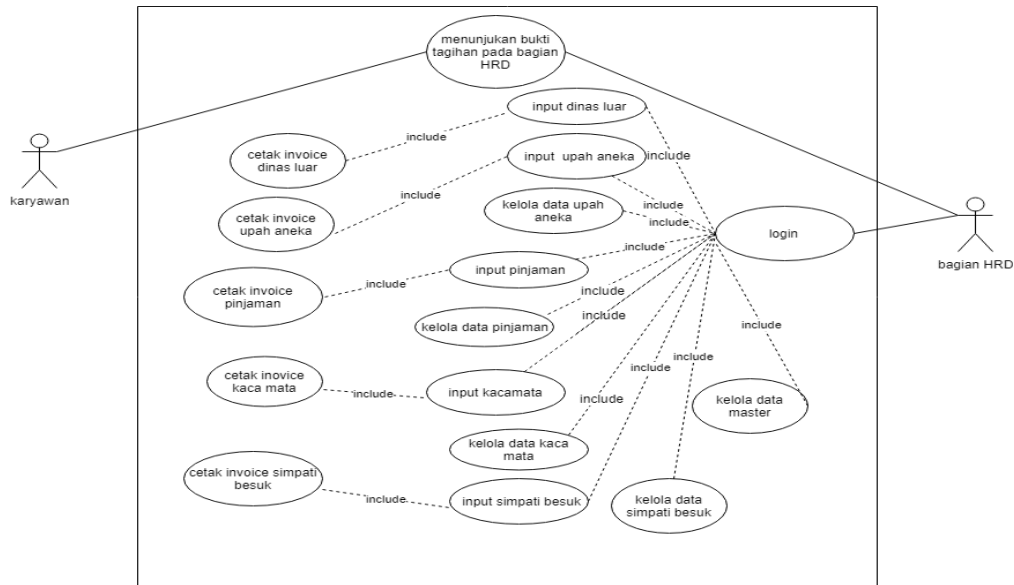 menunjukan bukti
tagihan pada bagian
HRD
input dinas luar
include
cetak invoice
dinas luar
input  upah aneka
include
karyawan
include
cetak invoice
upah aneka
kelola data upah
aneka
include
include
login
bagian HRD
include
input pinjaman
include
cetak invoice
pinjaman
include
include
kelola data pinjaman
include
include
include
cetak inovice
kaca mata
include
input kacamata
include
kelola data
master
kelola data kaca
mata
cetak invoice simpati
besuk
include
input simpati besuk
kelola data
simpati besuk